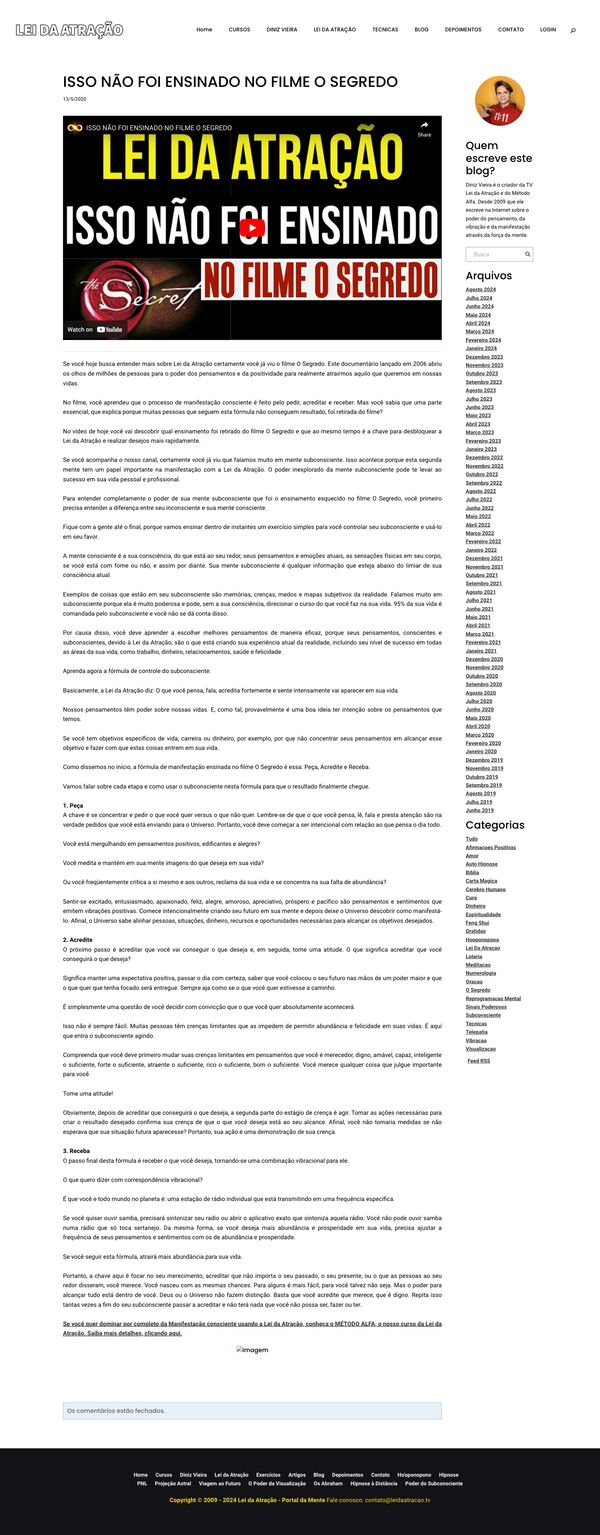 LEI DA ATRAÇÃO
Home CURSOS DINIZ VIEIRA LEI DA ATRAÇÃO TECNICAS BLOG DEPOIMENTOS CONTATO LOGIN
ISSO NÃO FOI ENSINADO NO FILME O SEGREDO
13/5/2020
ISSO NÃO FOI ENSINADO NO FILME O SEGREDO
Share
LEI DA ATRAÇÃO
ISSO NÃO FOI ENSINADO
the Secret
NO FILME O SEGREDO
Watch on YouTube
Se você hoje busca entender mais sobre Lei da Atração certamente você já viu o filme O Segredo. Este documentário lançado em 2006 abriu
os olhos de milhões de pessoas para o poder dos pensamentos e da positividade para realmente atrairmos aquilo que queremos em nossas
vidas.
No filme, você aprendeu que o processo de manifestação consciente é feito pelo pedir, acreditar e receber. Mas você sabia que uma parte
essencial, que explica porque muitas pessoas que seguem esta fórmula não conseguem resultado, foi retirada do filme?
No vídeo de hoje você vai descobrir qual ensinamento foi retirado do filme O Segredo e que ao mesmo tempo é a chave para desbloquear a
Lei da Atração e realizar desejos mais rapidamente.
Se você acompanha o nosso canal, certamente você já viu que falamos muito em mente subconsciente. Isso acontece porque esta segunda
mente tem um papel importante na manifestação com a Lei da Atração. O poder inexplorado da mente subconsciente pode te levar ao
sucesso em sua vida pessoal e profissional.
Para entender completamente o poder de sua mente subconsciente que foi o ensinamento esquecido no filme O Segredo, você primeiro
precisa entender a diferença entre seu inconsciente e sua mente consciente.
Fique com a gente até o final, porque vamos ensinar dentro de instantes um exercício simples para você controlar seu subconsciente e usá-lo
em seu favor.
A mente consciente é a sua consciência, do que está ao seu redor, seus pensamentos e emoções atuais, as sensações físicas em seu corpo,
se você está com fome ou não, e assim por diante. Sua mente subconsciente é qualquer informação que esteja abaixo do limiar de sua
consciência atual.
Exemplos de coisas que estão em seu subconsciente são memórias, crenças, medos e mapas subjetivos da realidade. Falamos muito em
subconsciente porque ela é muito poderosa e pode, sem a sua consciência, direcionar o curso do que você faz na sua vida. 95% da sua vida é
comandada pelo subconsciente e você não se dá conta disso.
Por causa disso, você deve aprender a escolher melhores pensamentos de maneira eficaz, porque seus pensamentos, conscientes e
subconscientes, devido à Lei da Atração, são o que está criando sua experiência atual da realidade, incluindo seu nível de sucesso em todas
as áreas da sua vida, como trabalho, dinheiro, relacionamentos, saúde e felicidade.
Aprenda agora a fórmula de controle do subconsciente.
Basicamente, a Lei da Atração diz: O que você pensa, fala, acredita fortemente e sente intensamente vai aparecer em sua vida.
Nossos pensamentos têm poder sobre nossas vidas. E, como tal, provavelmente é uma boa ideia ter intenção sobre os pensamentos que
temos.
Se você tem objetivos específicos de vida, carreira ou dinheiro, por exemplo, por que não concentrar seus pensamentos em alcançar esse
objetivo e fazer com que estas coisas entrem em sua vida.
Como dissemos no início, a fórmula de manifestação ensinada no filme O Segredo é essa: Peça, Acredite e Receba.
Vamos falar sobre cada etapa e como usar o subconsciente nesta fórmula para que o resultado finalmente chegue.
1. Peça
A chave é se concentrar e pedir o que você quer versus o que não quer. Lembre-se de que o que você pensa, lê, fala e presta atenção são na
verdade pedidos que você está enviando para o Universo. Portanto, você deve começar a ser intencional com relação ao que pensa o dia todo.
Você está mergulhando em pensamentos positivos, edificantes e alegres?
Você medita e mantém em sua mente imagens do que deseja em sua vida?
Ou você freqüentemente critica a si mesmo e aos outros, reclama da sua vida e se concentra na sua falta de abundância?
Sentir-se excitado, entusiasmado, apaixonado, feliz, alegre, amoroso, apreciativo, próspero e pacífico são pensamentos e sentimentos que
emitem vibrações positivas. Comece intencionalmente criando seu futuro em sua mente e depois deixe o Universo descobrir como manifestá-
lo. Afinal, o Universo sabe alinhar pessoas, situações, dinheiro, recursos e oportunidades necessárias para alcançar os objetivos desejados.
2. Acredite
O próximo passo é acreditar que você vai conseguir o que deseja e, em seguida, tome uma atitude. O que significa acreditar que você
conseguirá o que deseja?
Significa manter uma expectativa positiva, passar o dia com certeza, saber que você colocou o seu futuro nas mãos de um poder maior e que
o que quer que tenha focado será entregue. Sempre aja como se o que você quer estivesse a caminho.
É simplesmente uma questão de você decidir com convicção que o que você quer absolutamente acontecerá.
Isso não é sempre fácil. Muitas pessoas têm crenças limitantes que as impedem de permitir abundância e felicidade em suas vidas. É aqui
que entra o subconsciente agindo.
Compreenda que você deve primeiro mudar suas crenças limitantes em pensamentos que você é merecedor, digno, amável, capaz, inteligente
o suficiente, forte o suficiente, atraente o suficiente, rico o suficiente, bom o suficiente. Você merece qualquer coisa que julgue importante
para você.
Tome uma atitude!
Obviamente, depois de acreditar que conseguirá o que deseja, a segunda parte do estágio de crença é agir. Tomar as ações necessárias para
criar o resultado desejado confirma sua crença de que o que você deseja está ao seu alcance. Afinal, você não tomaria medidas se não
esperava que sua situação futura aparecesse? Portanto, sua ação é uma demonstração de sua crença.
3. Receba
O passo final desta fórmula é receber o que você deseja, tornando-se uma combinação vibracional para ele.
O que quero dizer com correspondência vibracional?
É que você e todo mundo no planeta é: uma estação de rádio individual que está transmitindo em uma frequência específica.
Se você quiser ouvir samba, precisará sintonizar seu radio ou abrir o aplicativo exato que sintoniza aquela rádio. Você não pode ouvir samba
numa rádio que só toca sertanejo. Da mesma forma, se você deseja mais abundância e prosperidade em sua vida, precisa ajustar a
frequência de seus pensamentos e sentimentos com os de abundância e prosperidade.
Se você seguir esta fórmula, atrairá mais abundância para sua vida.
Portanto, a chave aqui é focar no seu merecimento, acreditar que não importa o seu passado, o seu presente, ou o que as pessoas ao seu
redor disseram, você merece. Você nasceu com as mesmas chances. Para alguns é mais fácil, para você talvez não seja. Mas o poder para
alcançar tudo está dentro de você. Deus ou o Universo não fazem distinção. Basta que você acredite que merece, que é digno. Repita isso
tantas vezes a fim do seu subconsciente passar a acreditar e não terá nada que você não possa ser, fazer ou ter.
Se você quer dominar por completo da Manifestação consciente usando a Lei da Atração, conheça o MÉTODO ALFA, o nosso curso da Lei da
Atração. Saiba mais detalhes, clicando aqui.
Imagem
Os comentários estão fechados.
11:11
Quem
escreve este
blog?
Diniz Vieira é o criador da TV
Lei da Atração e do Método
Alfa. Desde 2009 que ele
escreve na Internet sobre o
poder do pensamento, da
vibração e da manifestação
através da força da mente.
Busca
Arquivos
Agosto 2024
Julho 2024
Junho 2024
Maio 2024
Abril 2024
Março 2024
Fevereiro 2024
Janeiro 2024
Dezembro 2023
Novembro 2023
Outubro 2023
Setembro 2023
Agosto 2023
Julho 2023
Junho 2023
Maio 2023
Abril 2023
Março 2023
Fevereiro 2023
Janeiro 2023
Dezembro 2022
Novembro 2022
Outubro 2022
Setembro 2022
Agosto 2022
Julho 2022
Junho 2022
Maio 2022
Abril 2022
Março 2022
Fevereiro 2022
Janeiro 2022
Dezembro 2021
Novembro 2021
Outubro 2021
Setembro 2021
Agosto 2021
Julho 2021
Junho 2021
Maio 2021
Abril 2021
Março 2021
Fevereiro 2021
Janeiro 2021
Dezembro 2020
Novembro 2020
Outubro 2020
Setembro 2020
Agosto 2020
Julho 2020
Junho 2020
Maio 2020
Abril 2020
Março 2020
Fevereiro 2020
Janeiro 2020
Dezembro 2019
Novembro 2019
Outubro 2019
Setembro 2019
Agosto 2019
Julho 2019
Junho 2019
Categorias
Tudo
Afirmacoes Positivas
Amor
Auto Hipnose
Biblia
Carta Magica
Cerebro Humano
Cura
Dinheiro
Espiritualidade
Feng Shui
Gratidao
Hooponopono
Lei Da Atracao
Loteria
Meditacao
Numerologia
Oracao
O Segredo
Reprogramacao Mental
Sinais Poderosos
Subconsciente
Tecnicas
Telepatia
Vibracao
Visualizacao
Feed RSS
Home Cursos Diniz Vieira Lei da Atração Exercícios Artigos Blog Depoimentos Contato Ho'oponopono Hipnose
PNL Projeção Astral Viagem ao Futuro O Poder da Visualização Os Abraham Hipnose à Distância Poder do Subconsciente
Copyright © 2009 - 2024 Lei da Atração - Portal da Mente Fale conosco: contato@leidaatracao.tv